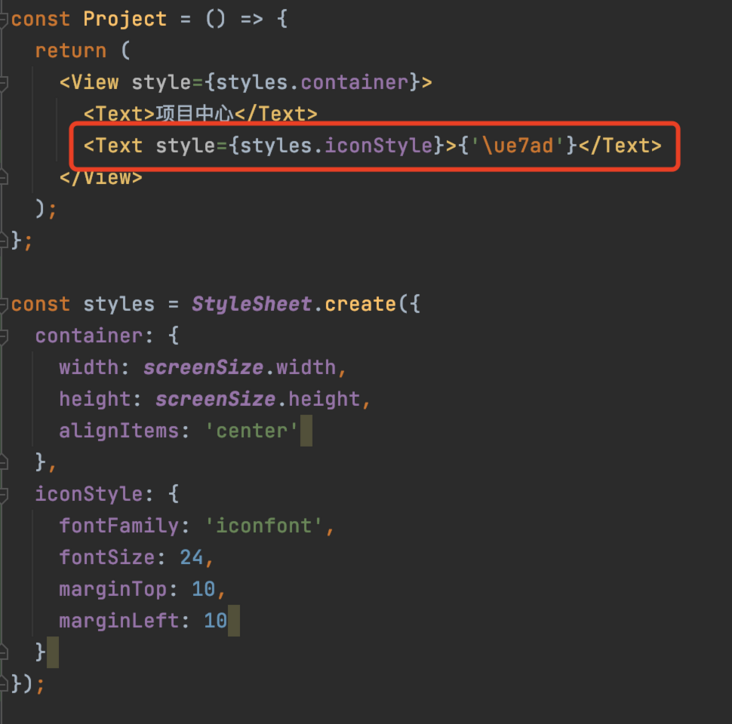 const Project = () => {
  return (
    <View style={styles.container}>
      <Text>项目中心</Text>
      <Text style={styles.iconStyle}>{'\ue7ad'}</Text>
    </View>
  );
};

const styles = StyleSheet.create({
  container: {
    width: screenSize.width,
    height: screenSize.height,
    alignItems: 'center'
  },
  iconStyle: {
    fontFamily: 'iconfont',
    fontSize: 24,
    marginTop: 10,
    marginLeft: 10
  }
});